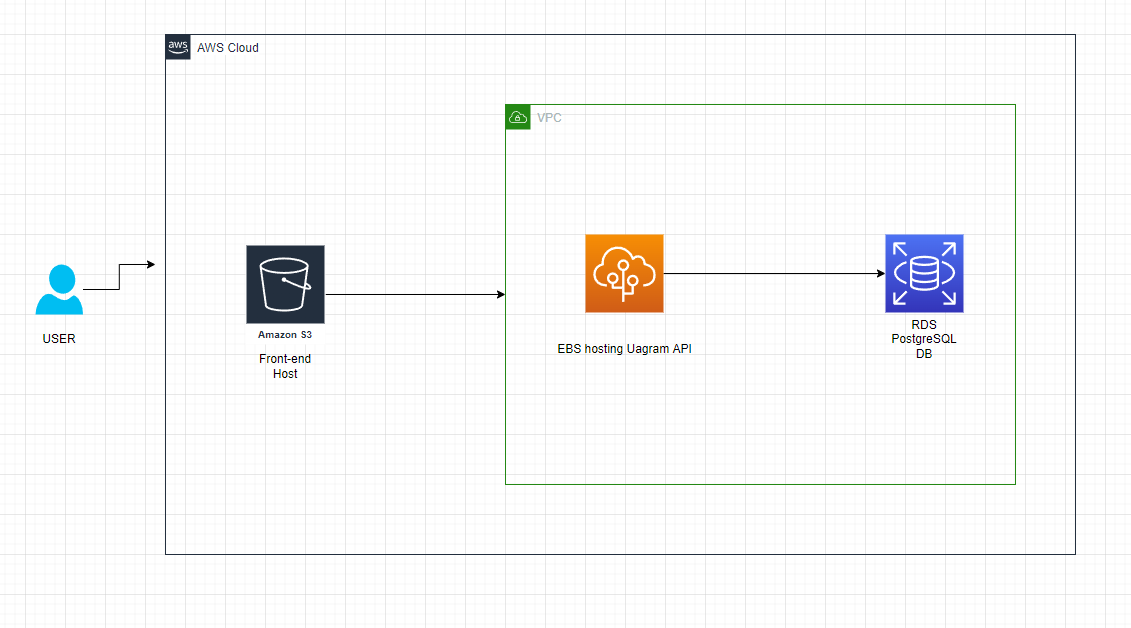 aws
AWS Cloud
VPC
USER
Amazon S3
Front-end
Host
EBS hosting Uagram API
RDS
PostgreSQL
DB